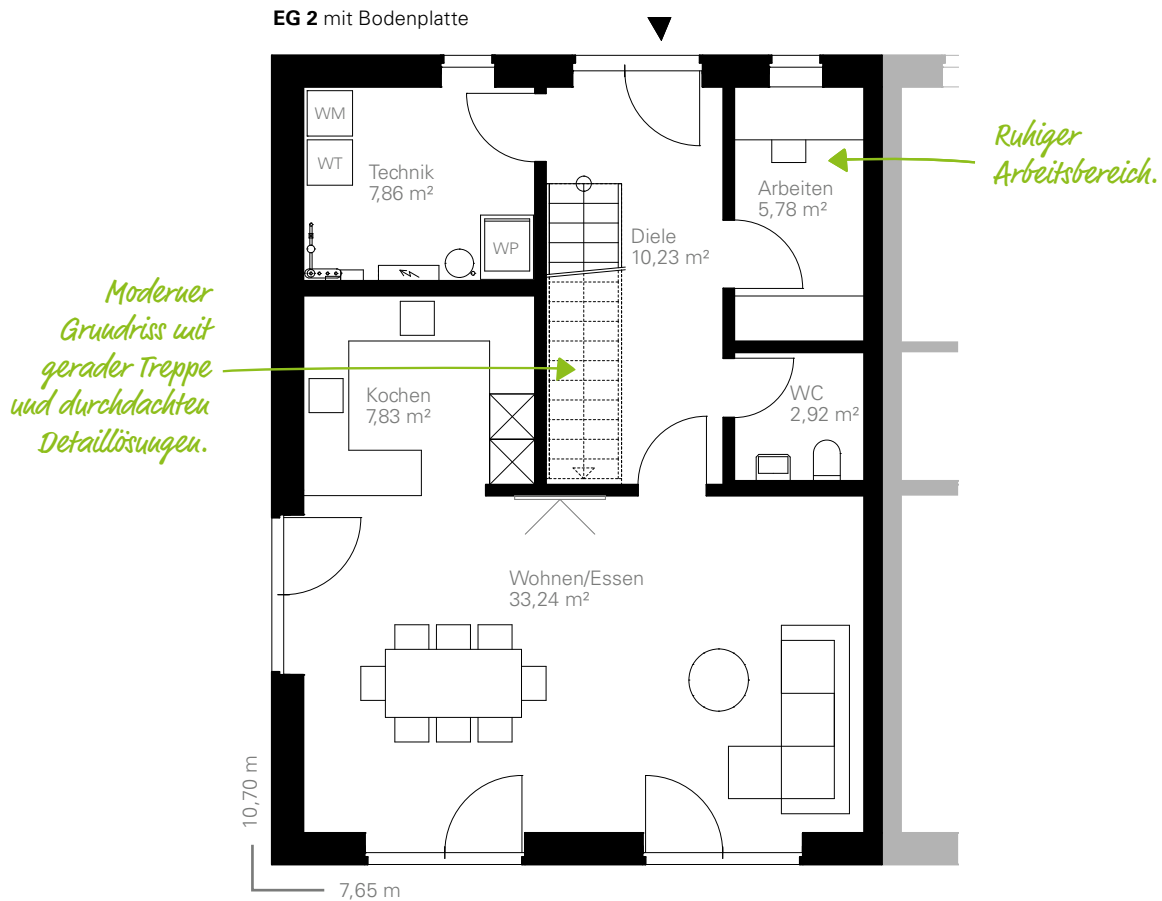 EG 2 mit Bodenplatte
WM
WT
Technik
7,86 m²
WP
Diele
10,23 m²
Arbeiten
5,78 m²
Ruhiger
Arbeitsbereich.
Moderner
Grundriss mit
gerader Treppe
und durchdachten
Detaillösungen.
Kochen
7,83 m²
WC
2,92 m²
Wohnen/Essen
33,24 m²
10,70 m
7,65 m